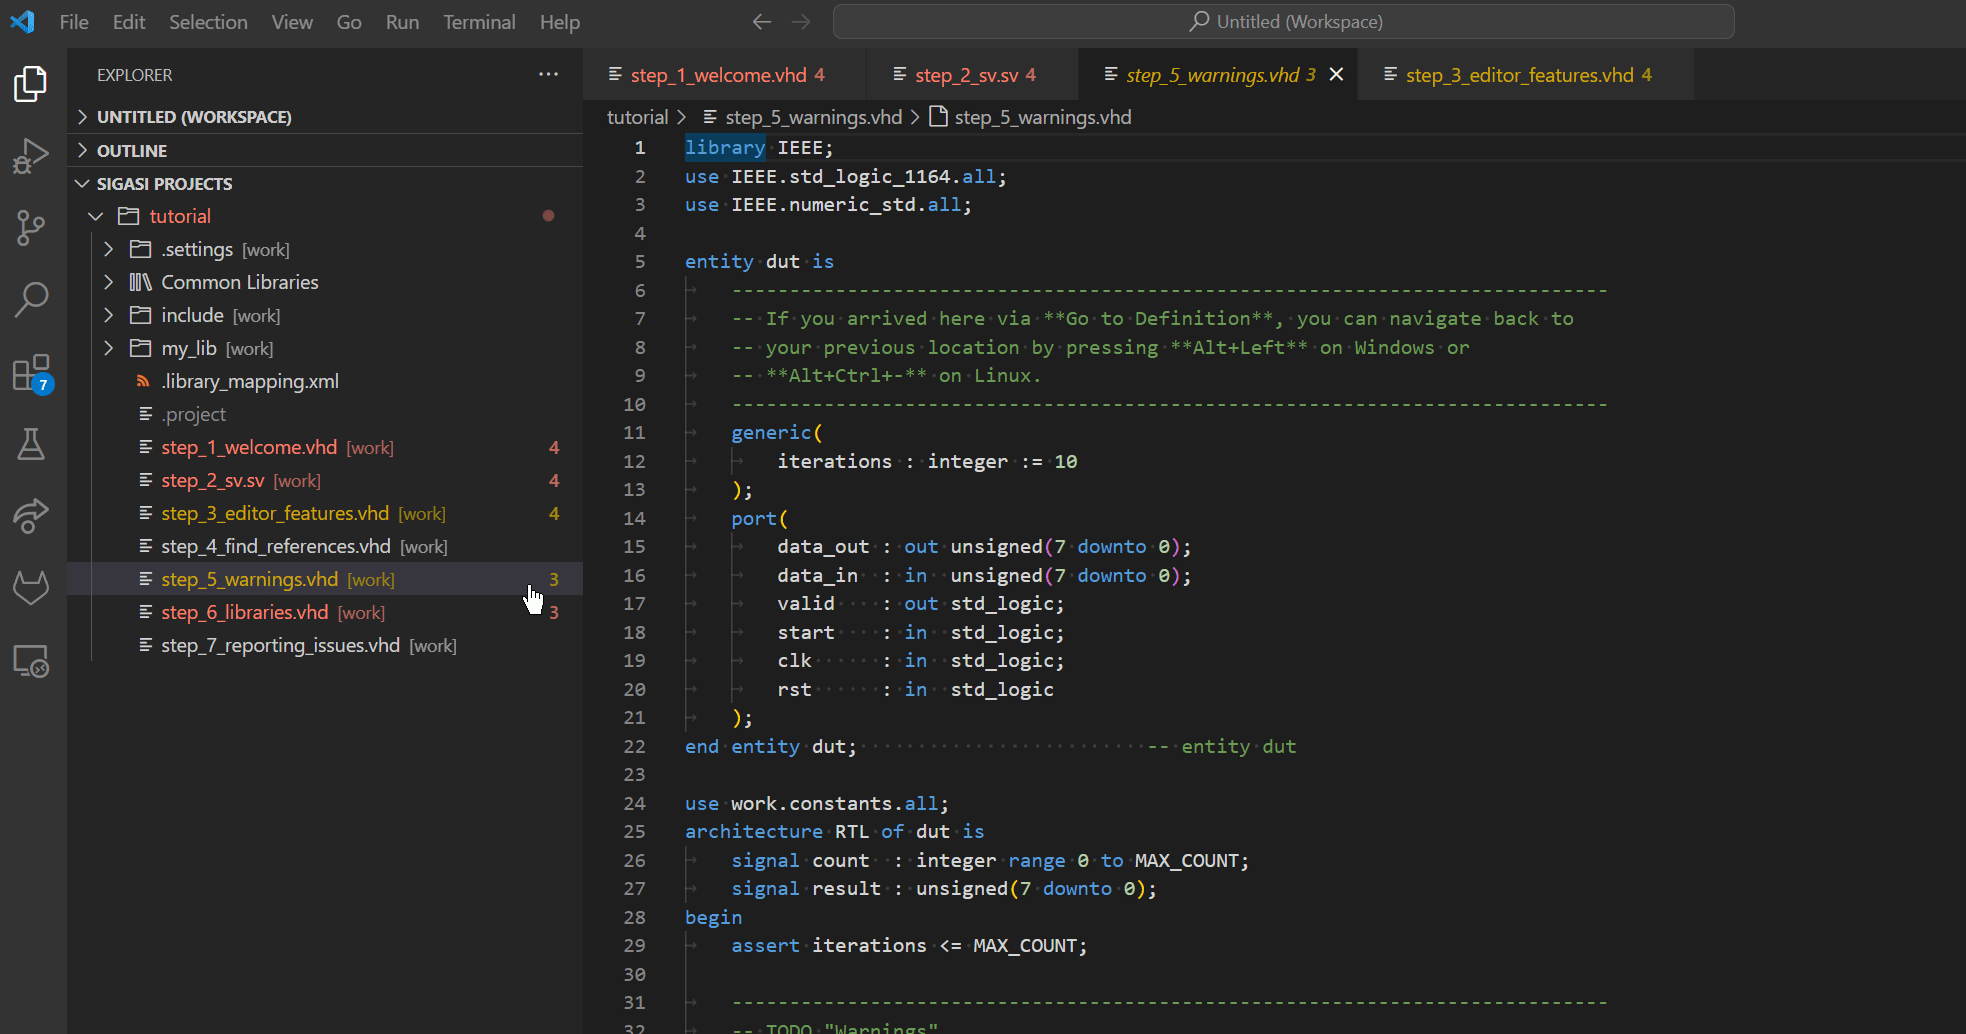 File Edit Selection View Go Run Terminal Help
Untitled (Workspace)
EXPLORER
UNTITLED (WORKSPACE)
OUTLINE
SIGASI PROJECTS
tutorial
.settings [work]
Common Libraries
include [work]
my_lib [work]
.library_mapping.xml
.project
step_1_welcome.vhd [work] 4
step_2_sv.sv [work] 4
step_3_editor_features.vhd [work] 4
step_4_find_references.vhd [work]
step_5_warnings.vhd [work] 3
step_6_libraries.vhd [work] 3
step_7_reporting_issues.vhd [work]
7
step_1_welcome.vhd 4 step_2_sv.sv 4 step_5_warnings.vhd 3 step_3_editor_features.vhd 4
tutorial > step_5_warnings.vhd > step_5_warnings.vhd
1 library IEEE;
2 use IEEE.std_logic_1164.all;
3 use IEEE.numeric_std.all;
4
5 entity dut is
6 ----------------------------------------------------------------------------
7 -- If you arrived here via **Go to Definition**, you can navigate back to
8 -- your previous location by pressing **Alt+Left** on Windows or
9 -- **Alt+Ctrl+-** on Linux.
10 ----------------------------------------------------------------------------
11 generic(
12 iterations : integer := 10
13 );
14 port(
15 data_out : out unsigned(7 downto 0);
16 data_in : in unsigned(7 downto 0);
17 valid : out std_logic;
18 start : in std_logic;
19 clk : in std_logic;
20 rst : in std_logic
21 );
22 end entity dut; -- entity dut
23
24 use work.constants.all;
25 architecture RTL of dut is
26 signal count : integer range 0 to MAX_COUNT;
27 signal result : unsigned(7 downto 0);
28 begin
29 assert iterations <= MAX_COUNT;
30
31 ----------------------------------------------------------------------------
32 -- TODO "Warnings"